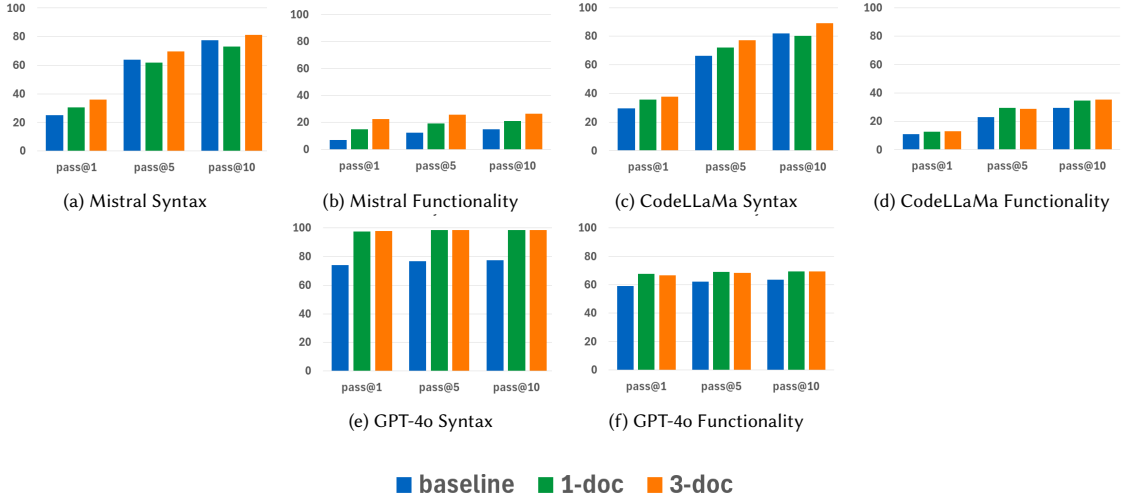 100
80
60
40
20
0
pass@1 pass@5 pass@10
(a) Mistral Syntax
100
80
60
40
20
0
pass@1 pass@5 pass@10
(b) Mistral Functionality
100
80
60
40
20
0
pass@1 pass@5 pass@10
(c) CodeLLaMa Syntax
100
80
60
40
20
0
pass@1 pass@5 pass@10
(d) CodeLLaMa Functionality
100
80
60
40
20
0
pass@1 pass@5 pass@10
(e) GPT-4o Syntax
100
80
60
40
20
0
pass@1 pass@5 pass@10
(f) GPT-4o Functionality
baseline 1-doc 3-doc